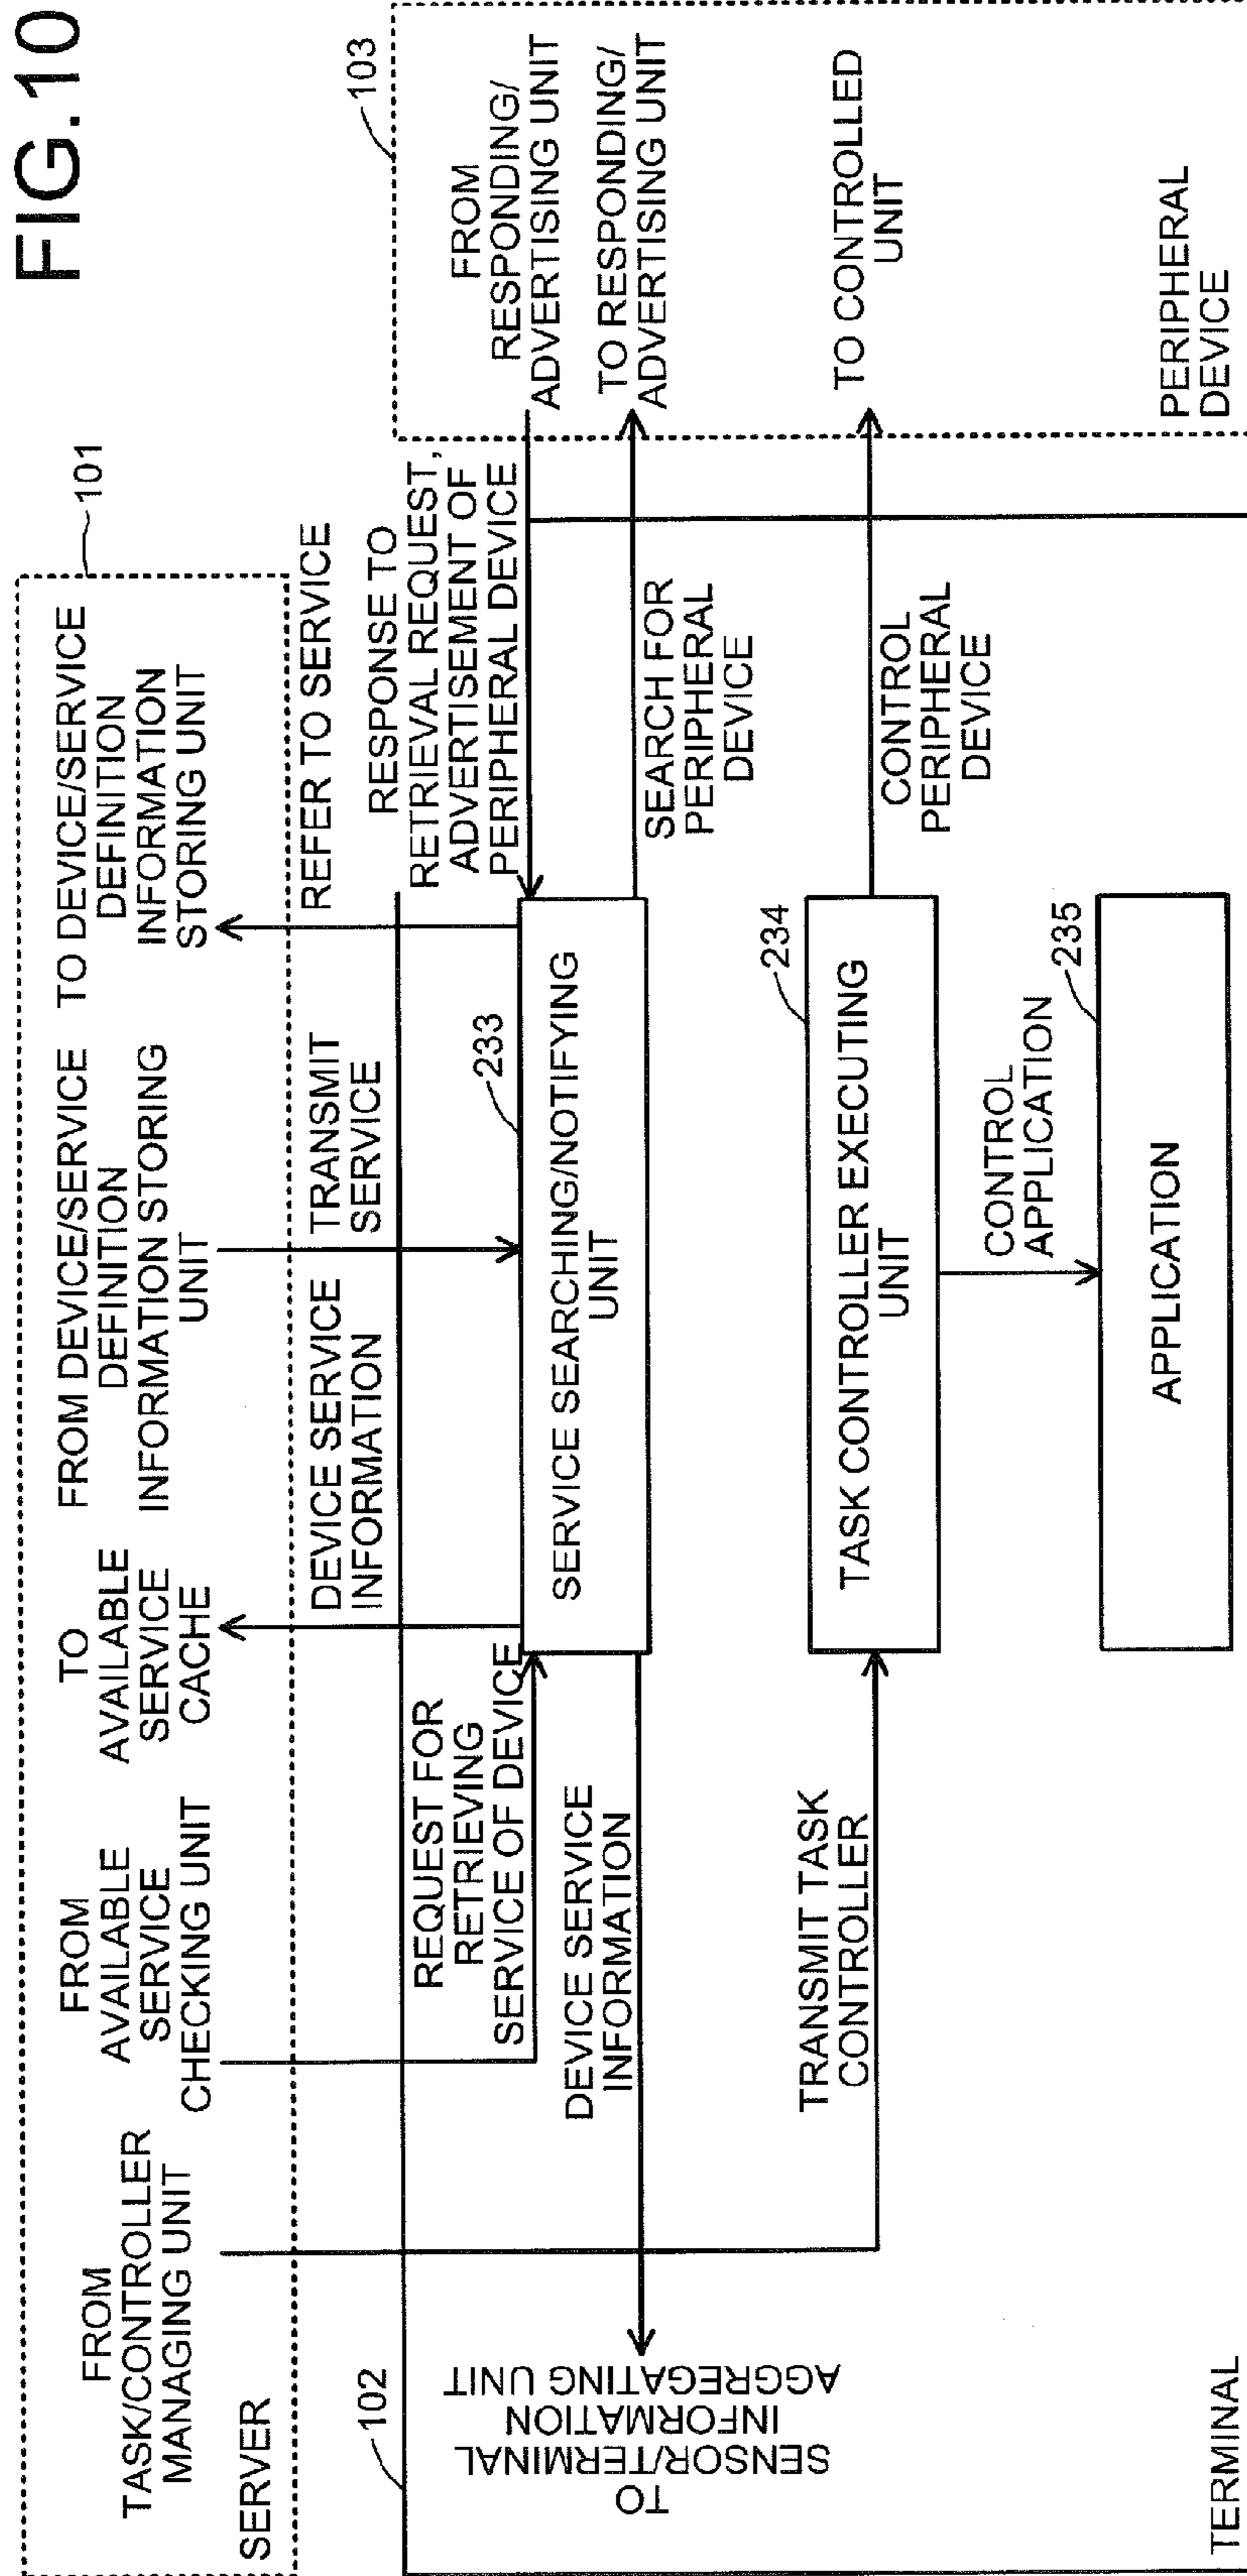 FIG.10
101
FROM
TASK/CONTROLLER
MANAGING UNIT
FROM
AVAILABLE
SERVICE
CHECKING UNIT
TO
AVAILABLE
SERVICE
CACHE
FROM DEVICE/SERVICE
DEFINITION
INFORMATION STORING
UNIT
TO DEVICE/SERVICE
DEFINITION
INFORMATION
STORING UNIT
SERVER
102
DEVICE SERVICE
INFORMATION
TRANSMIT
SERVICE
REFER TO SERVICE
REQUEST FOR
RETRIEVING
SERVICE OF DEVICE
233
RESPONSE TO
RETRIEVAL REQUEST,
ADVERTISEMENT OF
PERIPHERAL DEVICE
103
FROM
RESPONDING/
ADVERTISING UNIT
TO RESPONDING/
ADVERTISING UNIT
TO
SENSOR/TERMINAL
INFORMATION
AGGREGATING UNIT
DEVICE SERVICE
INFORMATION
SERVICE SEARCHING/NOTIFYING
UNIT
SEARCH FOR
PERIPHERAL
DEVICE
TRANSMIT TASK
CONTROLLER
234
TASK CONTROLLER EXECUTING
UNIT
TO CONTROLLED
UNIT
CONTROL
PERIPHERAL
DEVICE
CONTROL
APPLICATION
235
APPLICATION
PERIPHERAL
DEVICE
TERMINAL